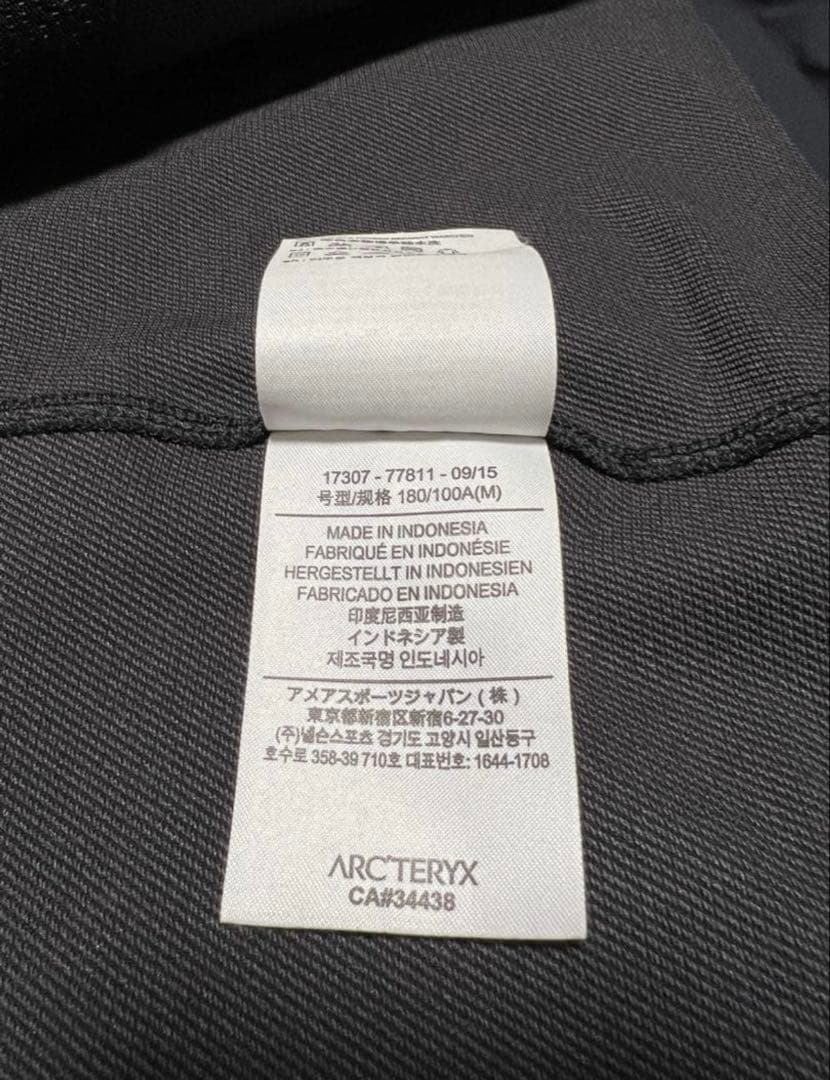 17307 - 77811 - 09/15
号型/规格 180/100A(M)
MADE IN INDONESIA
FABRIQUÉ EN INDONÉSIE
HERGESTELLT IN INDONESIEN
FABRICADO EN INDONESIA
印度尼西亚制造
インドネシア製
제조국명 인도네시아
アメアスポーツジャパン ( 株 )
東京都新宿区新宿6-27-30
(주)넬슨스포츠 경기도 고양시 일산동구
호수로 358-39 710호 대표번호: 1644-1708
ARC'TERYX
CA#34438